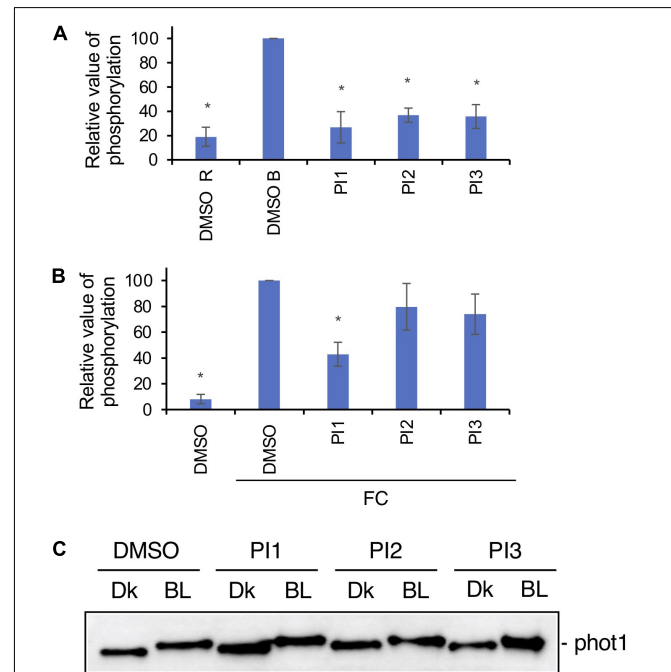 A
Relative value of
phosphorylation
100
80
60
40
20
0
*
*
*
*
DMSO R
DMSO B
PI1
PI2
PI3
B
Relative value of
phosphorylation
100
80
60
40
20
0
*
*
DMSO
DMSO
PI1
PI2
PI3
FC
C
DMSO PI1 PI2 PI3
Dk BL Dk BL Dk BL Dk BL
- phot1